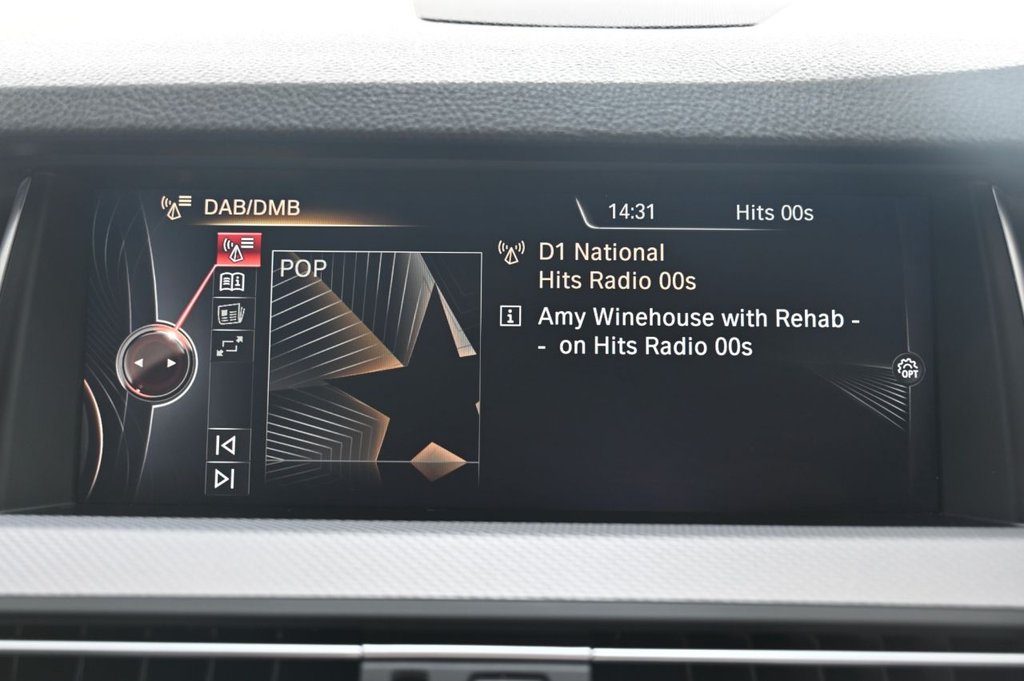 DAB/DMB
14:31
Hits 00s
POP
D1 National
Hits Radio 00s
Amy Winehouse with Rehab -
- on Hits Radio 00s
OPT